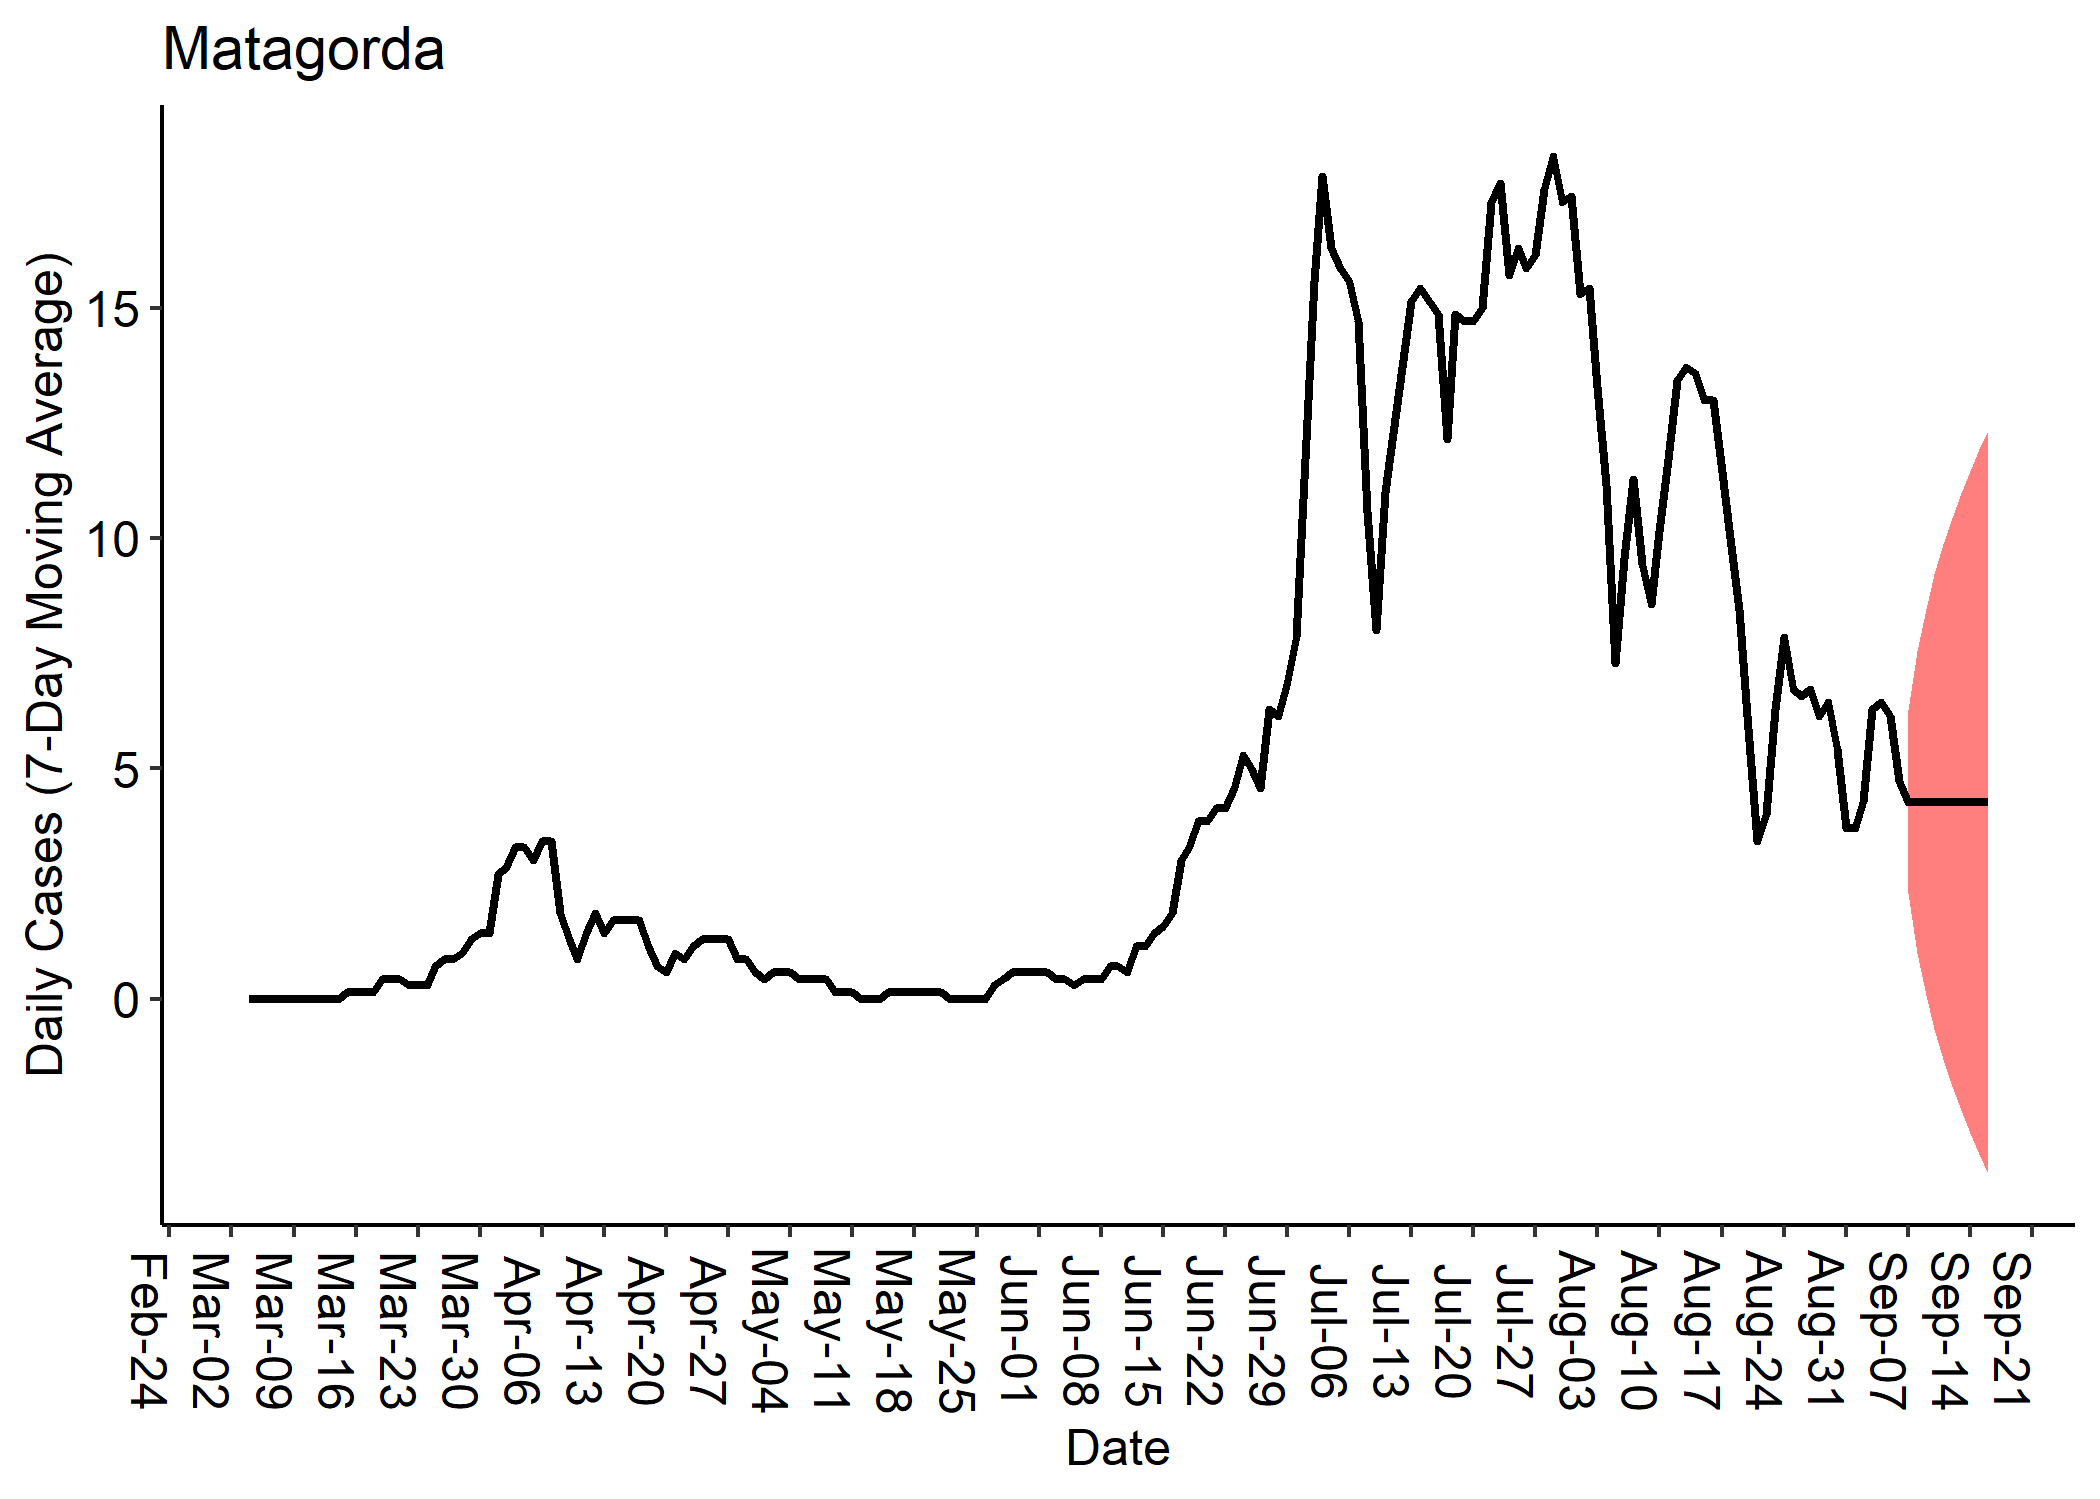 Matagorda
Daily Cases (7-Day Moving Average)
15
10
5
0
Feb-24
Mar-02
Mar-09
Mar-16
Mar-23
Mar-30
Apr-06
Apr-13
Apr-20
Apr-27
May-04
May-11
May-18
May-25
Jun-01
Jun-08
Jun-15
Jun-22
Jun-29
Jul-06
Jul-13
Jul-20
Jul-27
Aug-03
Aug-10
Aug-17
Aug-24
Aug-31
Sep-07
Sep-14
Sep-21
Date